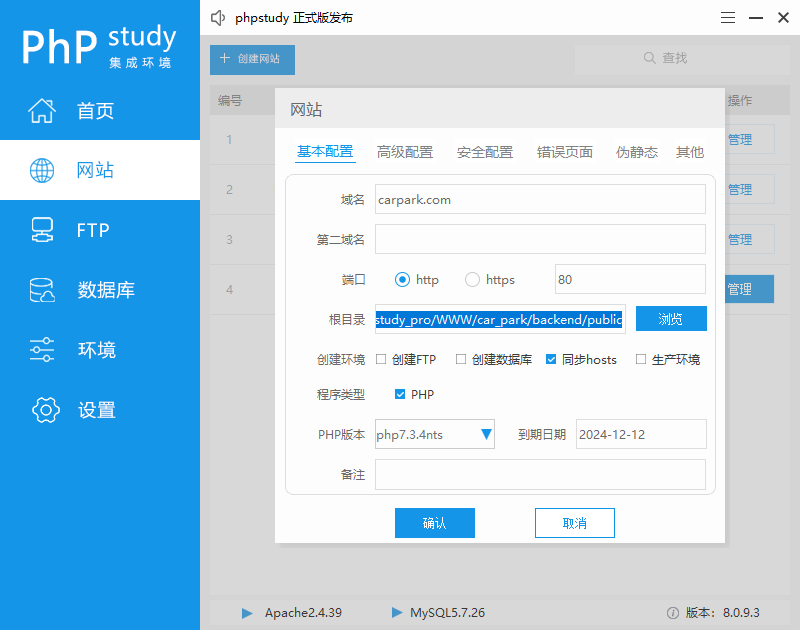 PhP study
集成环境
phpstudy 正式版发布
首页
网站
FTP
数据库
环境
设置
创建网站
查找
编号
操作
1
管理
2
管理
3
管理
4
管理
网站
基本配置 高级配置 安全配置 错误页面 伪静态 其他
域名 carpark.com
第二域名
端口 http https 80
根目录 study_pro/WWW/car_park/backend/public 浏览
创建环境 创建FTP 创建数据库 同步hosts 生产环境
程序类型 PHP
PHP版本 php7.3.4nts 到期日期 2024-12-12
备注
确认 取消
Apache2.4.39 MySQL5.7.26 版本: 8.0.9.3